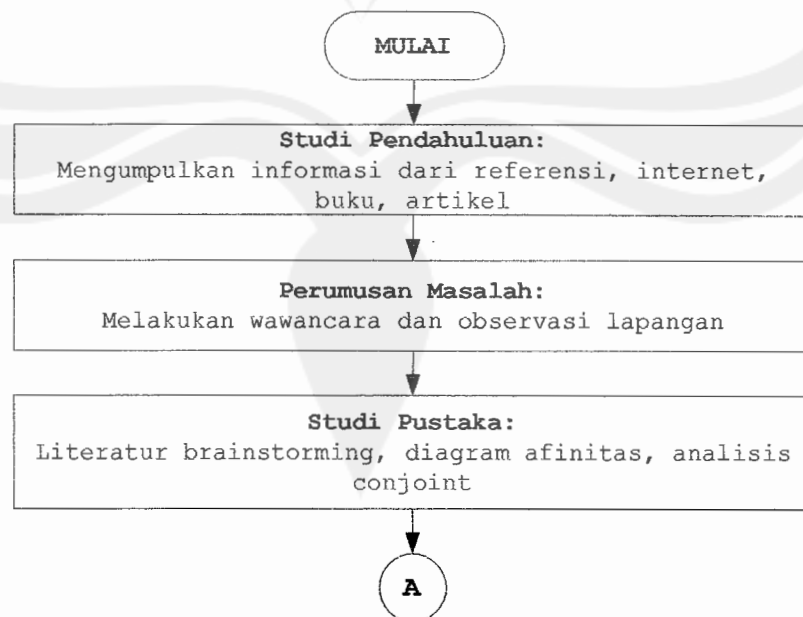 MULAI
Studi Pendahuluan:
Mengumpulkan informasi dari referensi, internet,
buku, artikel
Perumusan Masalah:
Melakukan wawancara dan observasi lapangan
Studi Pustaka:
Literatur brainstorming, diagram afinitas, analisis
conjoint
A